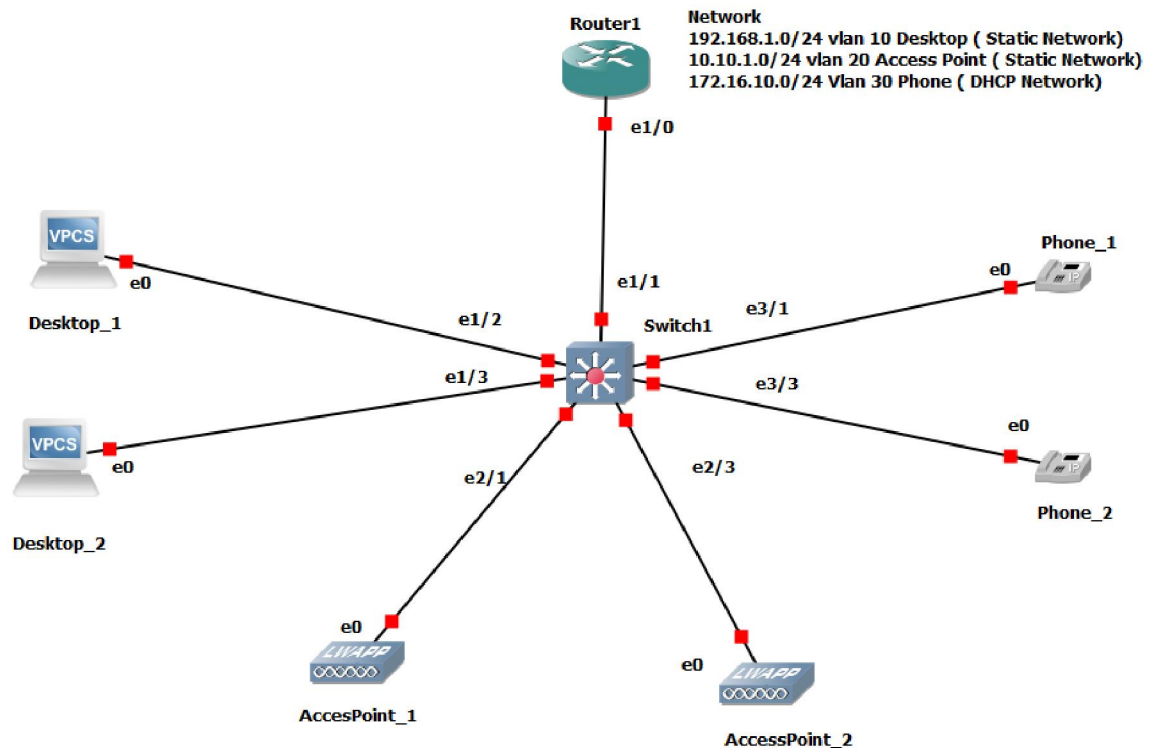 Router1
Network
192.168.1.0/24 vlan 10 Desktop ( Static Network)
10.10.1.0/24 vlan 20 Access Point ( Static Network)
172.16.10.0/24 Vlan 30 Phone ( DHCP Network)
e1/0
VPCS
e0
Desktop_1
e1/2
e1/1
Switch1
e3/1
e0
Phone_1
IP
e1/3
e3/3
VPCS
e0
Desktop_2
e2/1
e2/3
e0
IP
Phone_2
e0
LWAPP
AccesPoint_1
e0
LWAPP
AccessPoint_2